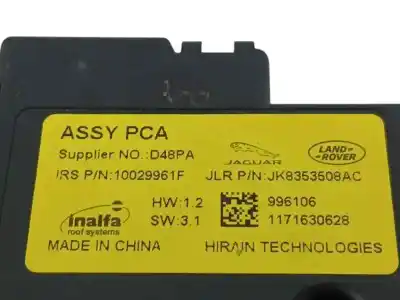 ASSY PCA
Supplier NO.:D48PA
JAGUAR
LAND ROVER
IRS P/N:10029961F
JLR P/N:JK8353508AC
inalfa
roof systems
HW:1.2
SW:3.1
996106
1171630628
MADE IN CHINA
HIRAIN TECHNOLOGIES